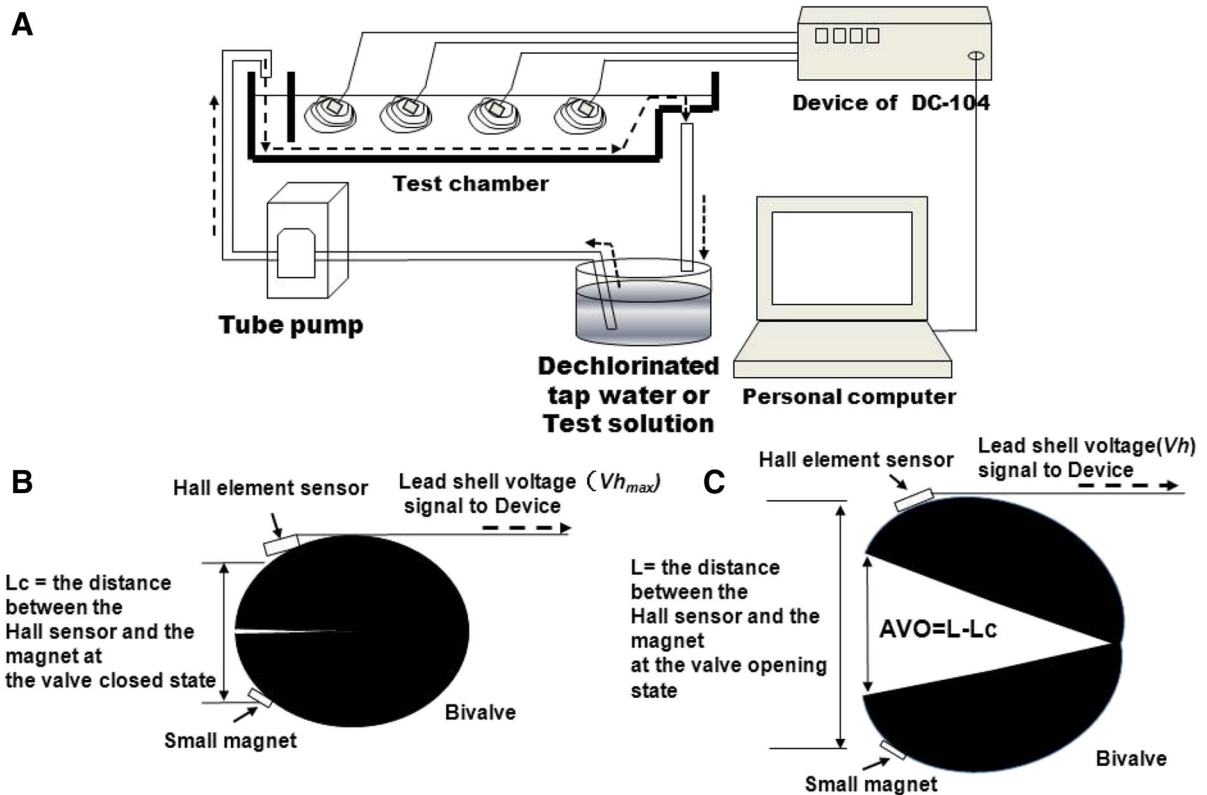 A
Device of DC-104
Test chamber
Tube pump
Dechlorinated
tap water or
Test solution
Personal computer
B
Hall element sensor
Lead shell voltage (Vhmax)
signal to Device
Lc = the distance
between the
Hall sensor and the
magnet at
the valve closed state
Small magnet
Bivalve
C
Hall element sensor
Lead shell voltage(Vh)
signal to Device
L= the distance
between the
Hall sensor and the
magnet
at the valve opening
state
AVO=L-Lc
Small magnet
Bivalve